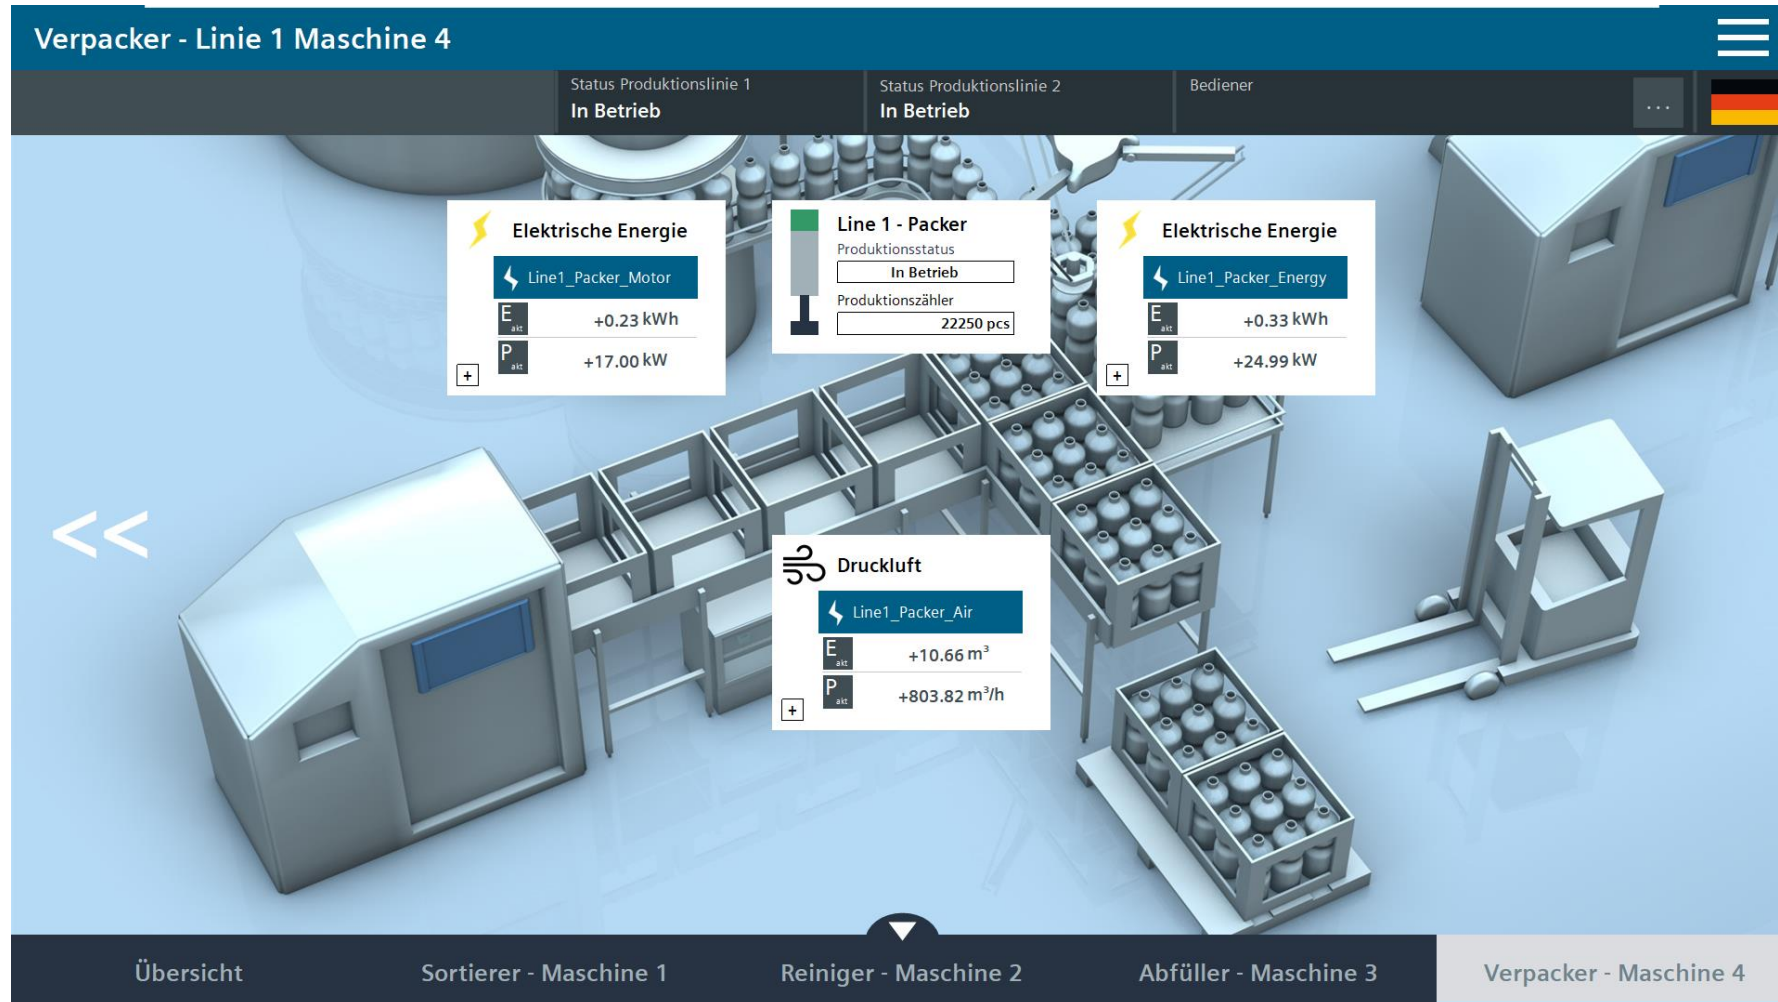 Verpacker - Linie 1 Maschine 4
Status Produktionslinie 1
In Betrieb
Status Produktionslinie 2
In Betrieb
Bediener
...
Elektrische Energie
Line1_Packer_Motor
E akt +0.23 kWh
P akt +17.00 kW
+
Line 1 - Packer
Produktionsstatus
In Betrieb
Produktionszähler
22250 pcs
Elektrische Energie
Line1_Packer_Energy
E akt +0.33 kWh
P akt +24.99 kW
+
<<
Druckluft
Line1_Packer_Air
E akt +10.66 m³
P akt +803.82 m³/h
+
Übersicht
Sortierer - Maschine 1
Reiniger - Maschine 2
Abfüller - Maschine 3
Verpacker - Maschine 4